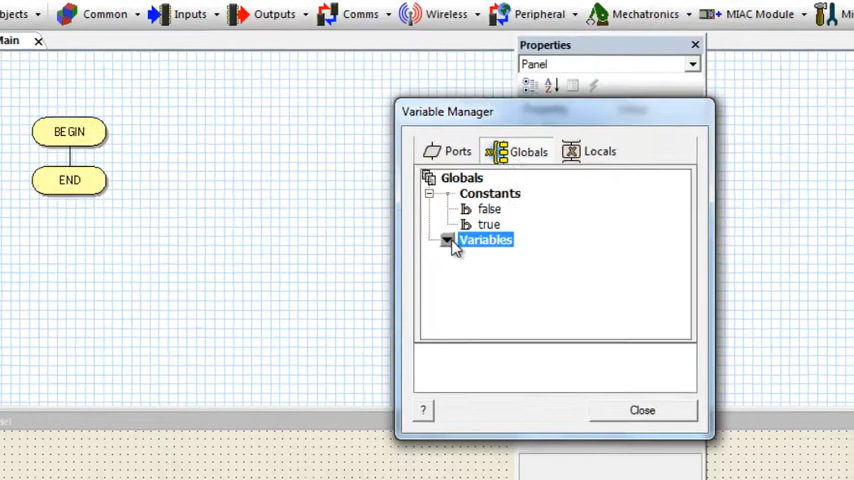 bjects
Common
Inputs
Outputs
Comms
Wireless
Peripheral
Mechatronics
MIAC Module
Mi
Main
Properties
Panel
BEGIN
END
Variable Manager
Ports
Globals
Locals
Globals
Constants
false
true
Variables
?
Close